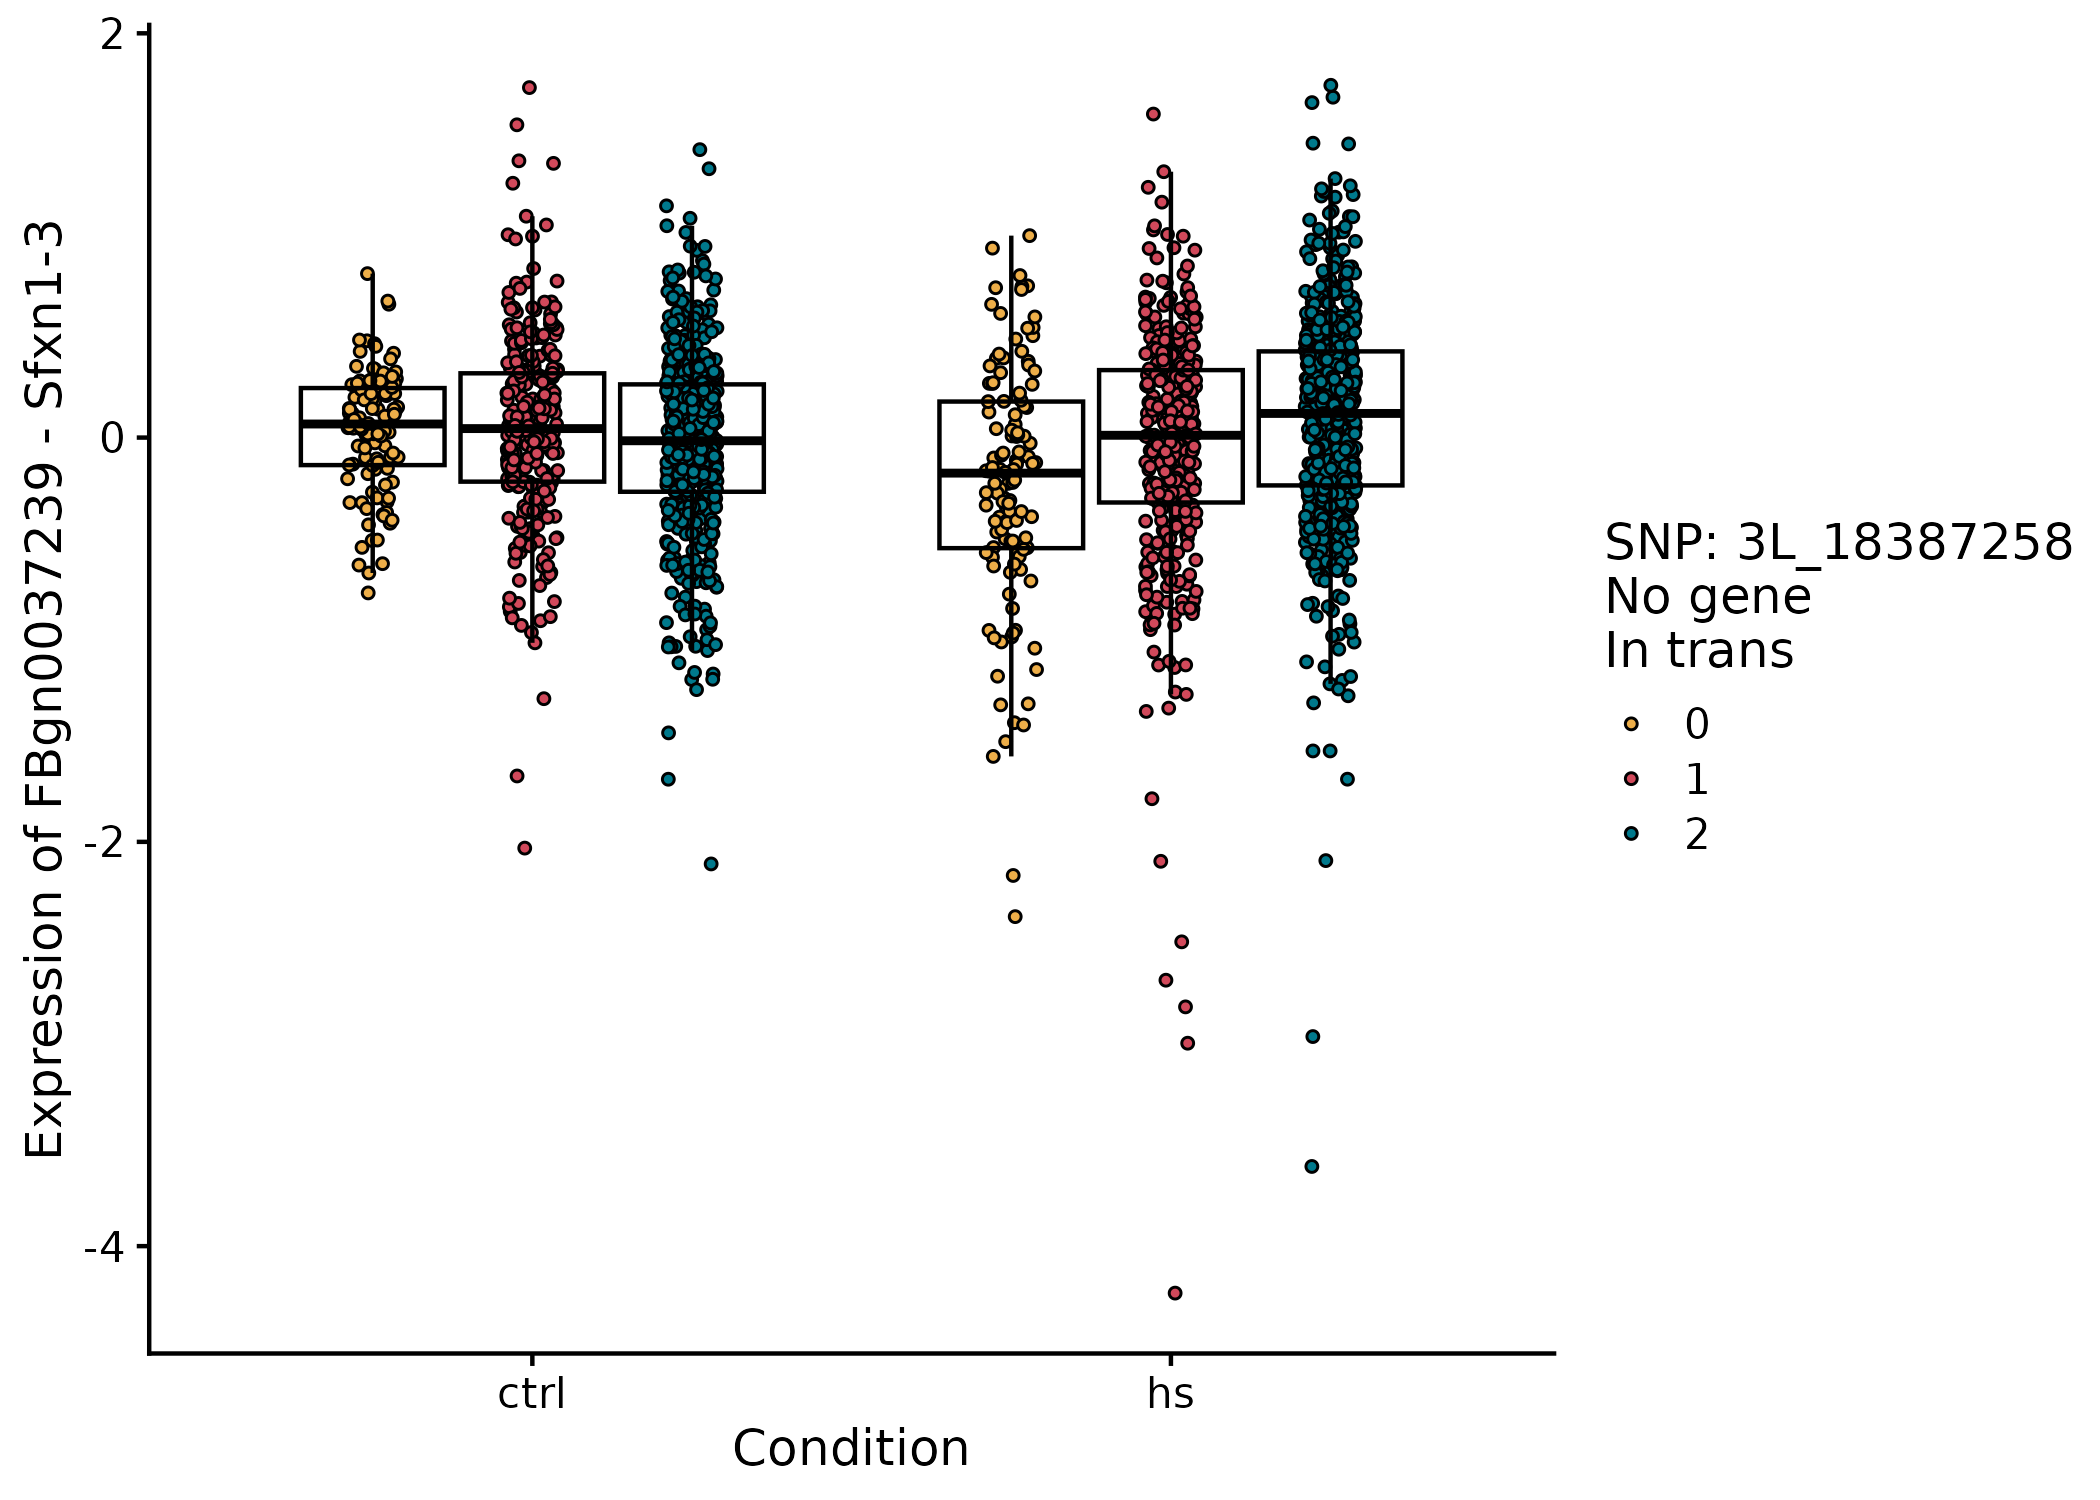 Expression of FBgn0037239 - Sfxn1-3
2
0
-2
-4
ctrl
hs
Condition
SNP: 3L_18387258
No gene
In trans
0
1
2